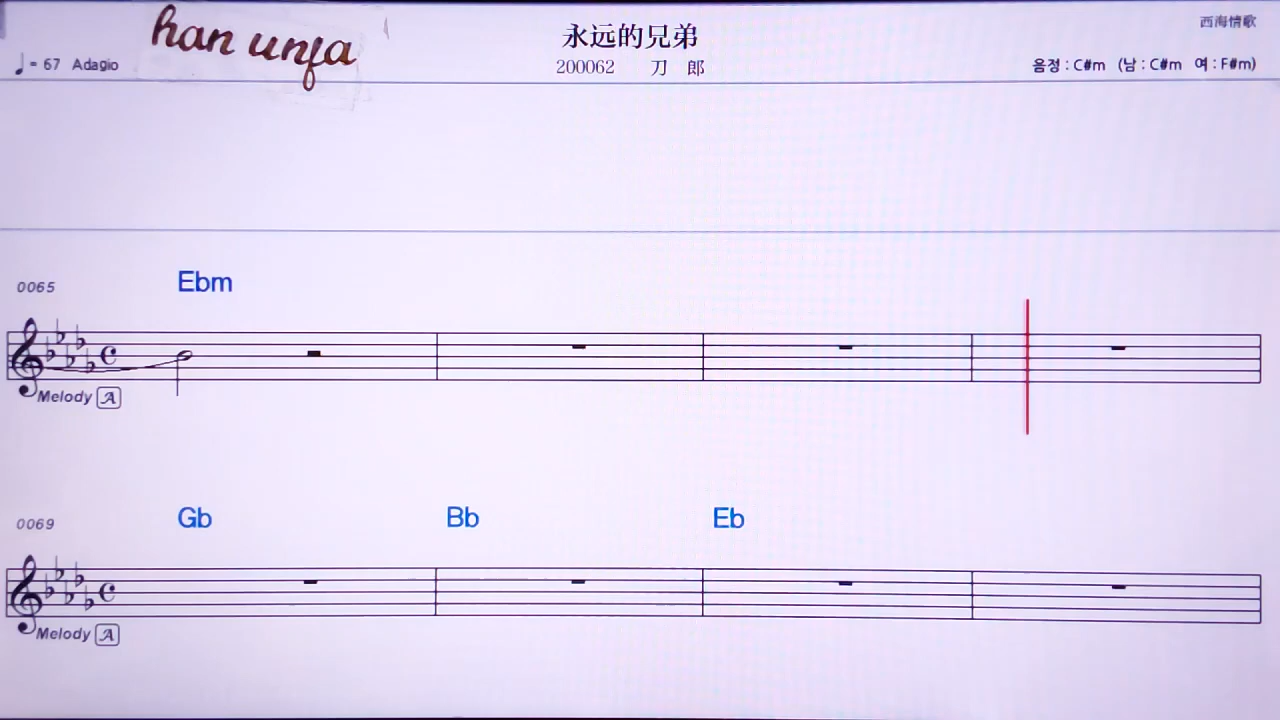 han unfa
永远的兄弟
西海情歌
♩= 67 Adagio
200062 刀 郎
음정 : C#m (남 : C#m 여 : F#m)
0065
Ebm
Melody A
0069
Gb Bb Eb
Melody A